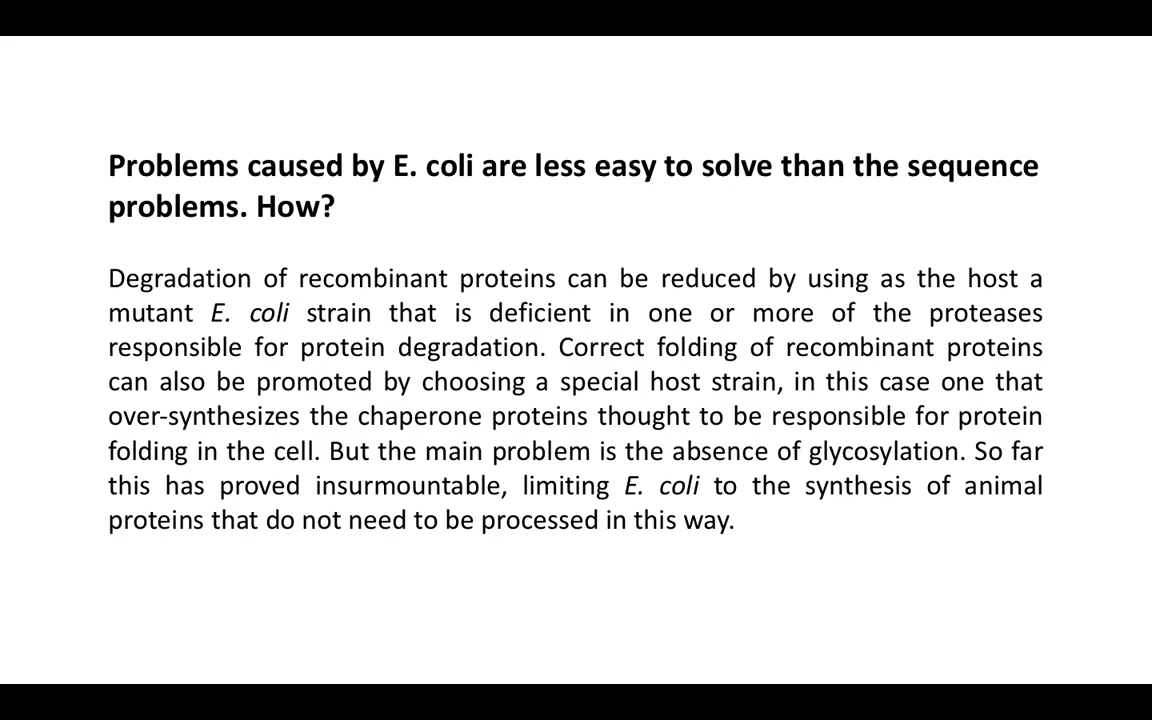 Problems caused by E. coli are less easy to solve than the sequence
problems. How?
Degradation of recombinant proteins can be reduced by using as the host a
mutant E. coli strain that is deficient in one or more of the proteases
responsible for protein degradation. Correct folding of recombinant proteins
can also be promoted by choosing a special host strain, in this case one that
over-synthesizes the chaperone proteins thought to be responsible for protein
folding in the cell. But the main problem is the absence of glycosylation. So far
this has proved insurmountable, limiting E. coli to the synthesis of animal
proteins that do not need to be processed in this way.